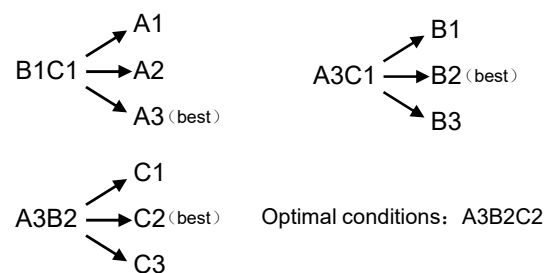 B1C1
A1
A2
A3（best）
A3C1
B1
B2（best）
B3
A3B2
C1
C2（best）
C3
Optimal conditions：A3B2C2